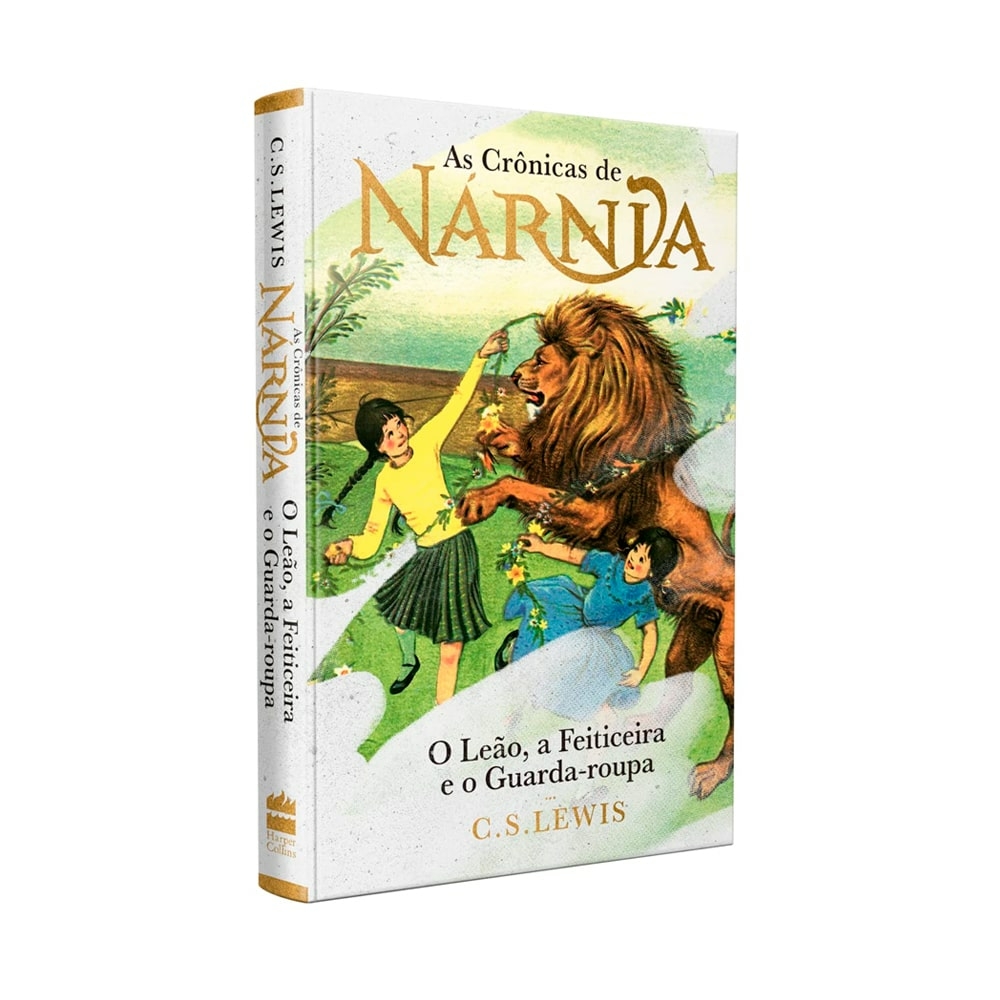 As Crônicas de
NÁRNIA
O Leão, a Feiticeira
e o Guarda-roupa
C.S.LEWIS
C.S.LEWIS
As Crônicas de
NÁRNIA
O Leão, a Feiticeira
e o Guarda-roupa
Harper
Collins